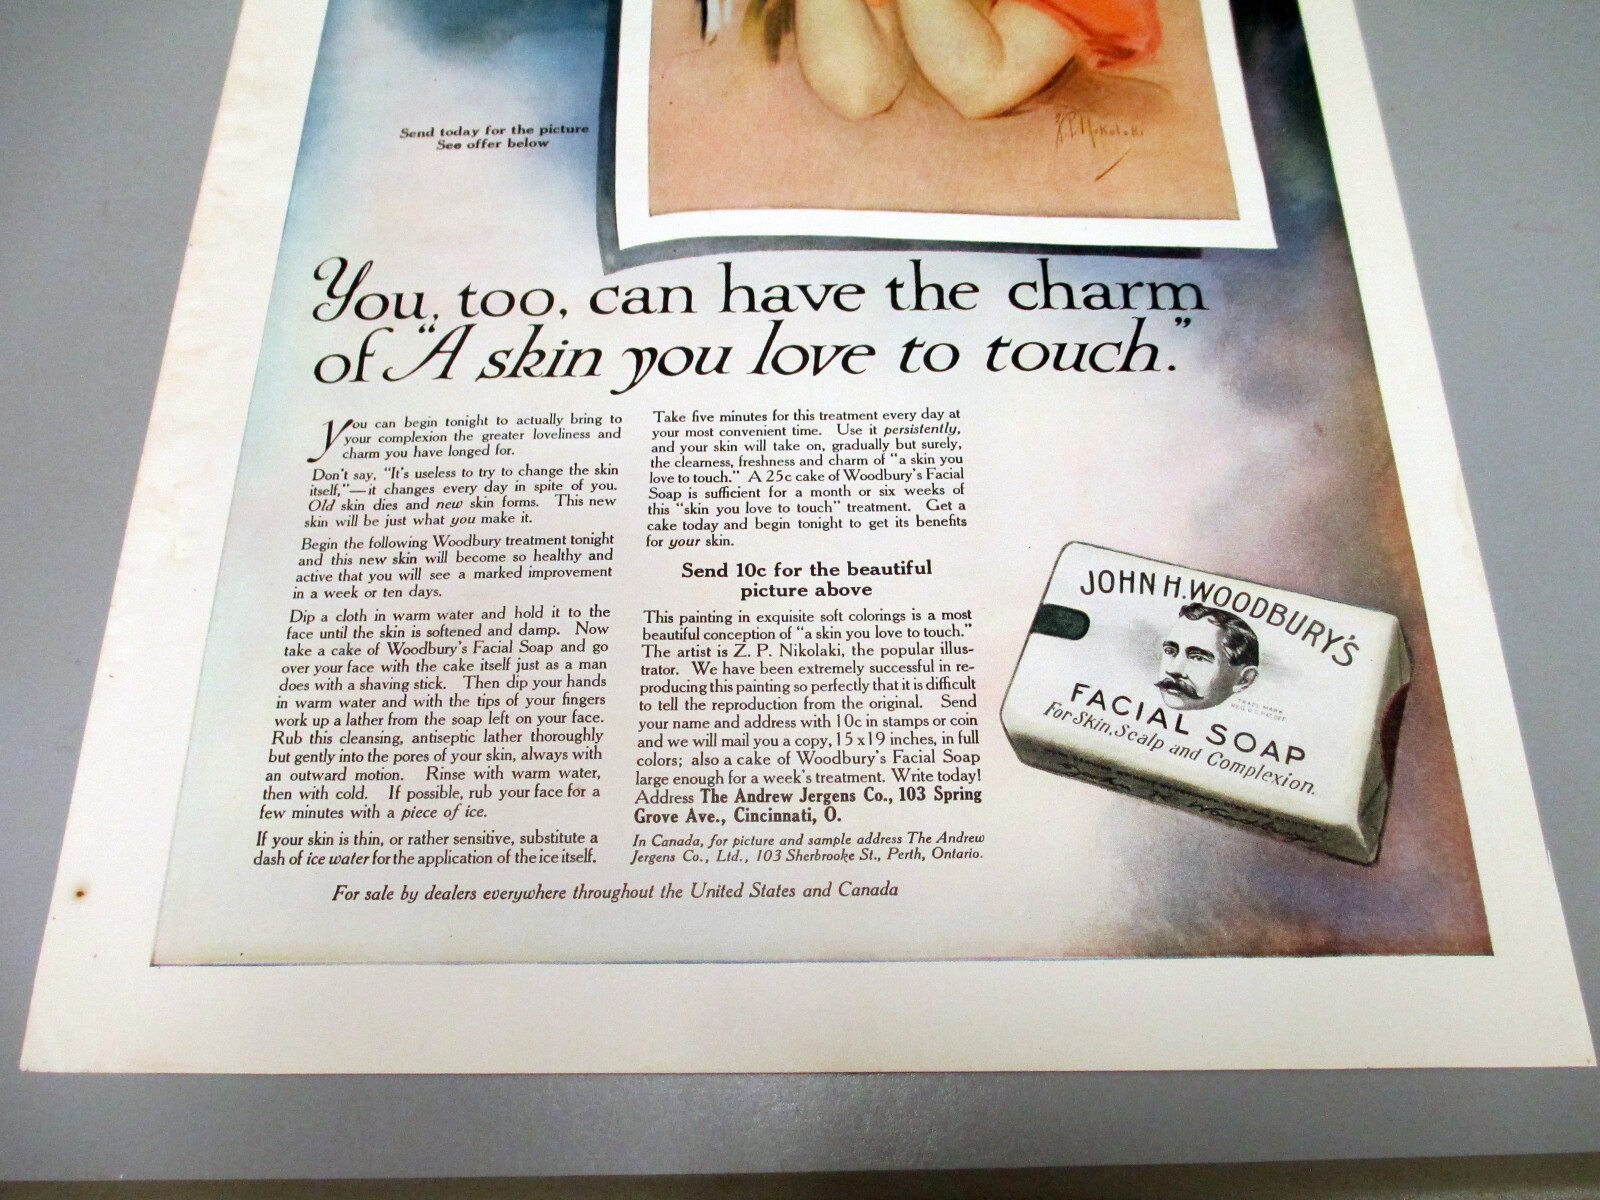 Send today for the picture
See offer below
Z.P. Nikolaki
You, too, can have the charm
of "A skin you love to touch."
You can begin tonight to actually bring to
your complexion the greater loveliness and
charm you have longed for.
Don't say, "It's useless to try to change the skin
itself,"—it changes every day in spite of you.
Old skin dies and new skin forms. This new
skin will be just what you make it.
Begin the following Woodbury treatment tonight
and this new skin will become so healthy and
active that you will see a marked improvement
in a week or ten days.
Dip a cloth in warm water and hold it to the
face until the skin is softened and damp. Now
take a cake of Woodbury's Facial Soap and go
over your face with the cake itself just as a man
does with a shaving stick. Then dip your hands
in warm water and with the tips of your fingers
work up a lather from the soap left on your face.
Rub this cleansing, antiseptic lather thoroughly
but gently into the pores of your skin, always with
an outward motion. Rinse with warm water,
then with cold. If possible, rub your face for a
few minutes with a piece of ice.
If your skin is thin, or rather sensitive, substitute a
dash of ice water for the application of the ice itself.
Take five minutes for this treatment every day at
your most convenient time. Use it persistently,
and your skin will take on, gradually but surely,
the clearness, freshness and charm of "a skin you
love to touch." A 25c cake of Woodbury's Facial
Soap is sufficient for a month or six weeks of
this "skin you love to touch" treatment. Get a
cake today and begin tonight to get its benefits
for your skin.
Send 10c for the beautiful
picture above
This painting in exquisite soft colorings is a most
beautiful conception of "a skin you love to touch."
The artist is Z. P. Nikolaki, the popular illus-
trator. We have been extremely successful in re-
producing this painting so perfectly that it is difficult
to tell the reproduction from the original. Send
your name and address with 10c in stamps or coin
and we will mail you a copy, 15 x 19 inches, in full
colors; also a cake of Woodbury's Facial Soap
large enough for a week's treatment. Write today!
Address The Andrew Jergens Co., 103 Spring
Grove Ave., Cincinnati, O.
In Canada, for picture and sample address The Andrew
Jergens Co., Ltd., 103 Sherbrooke St., Perth, Ontario.
For sale by dealers everywhere throughout the United States and Canada
JOHN H. WOODBURY'S
TRADE MARK
REG. U.S. PAT. OFF.
FACIAL SOAP
For Skin, Scalp and Complexion.